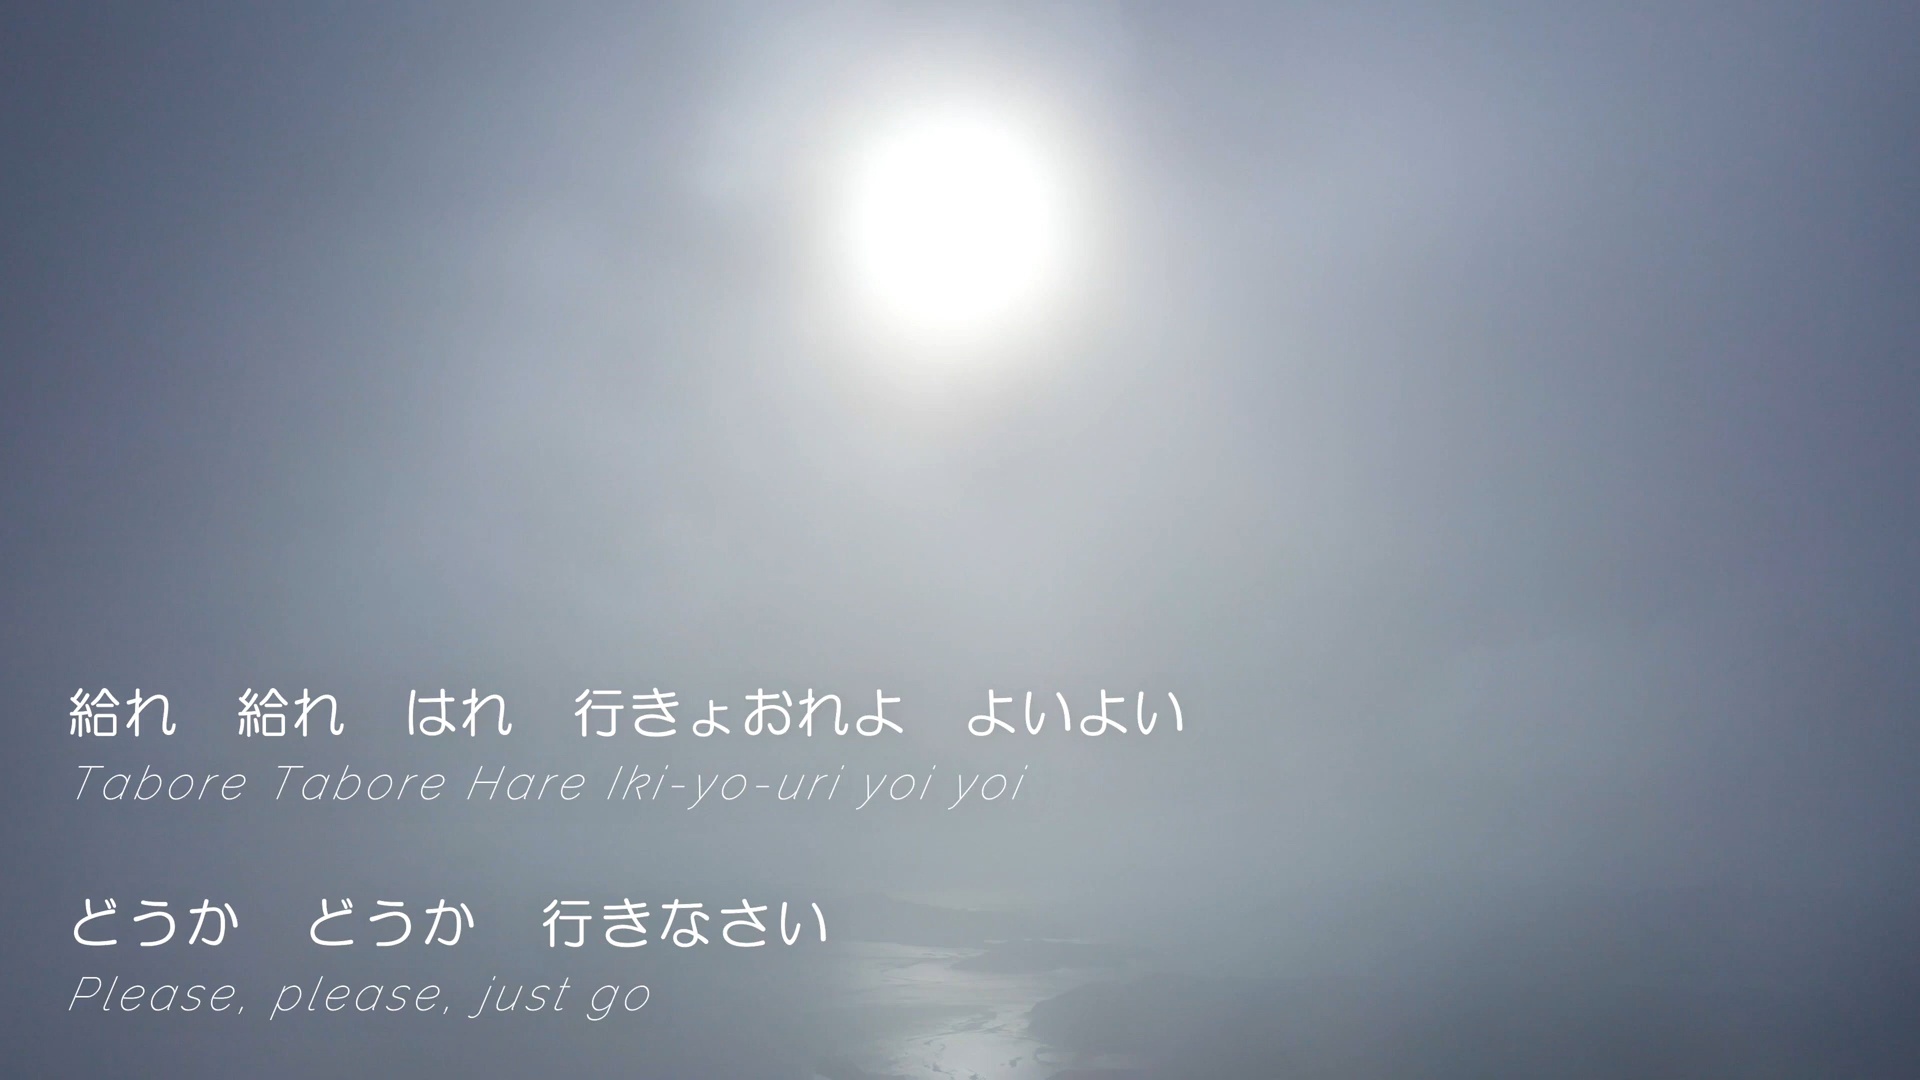 給れ　給れ　はれ　行きょおれよ　よいよい
Tabore Tabore Hare Iki-yo-uri yoi yoi
どうか　どうか　行きなさい
Please, please, just go